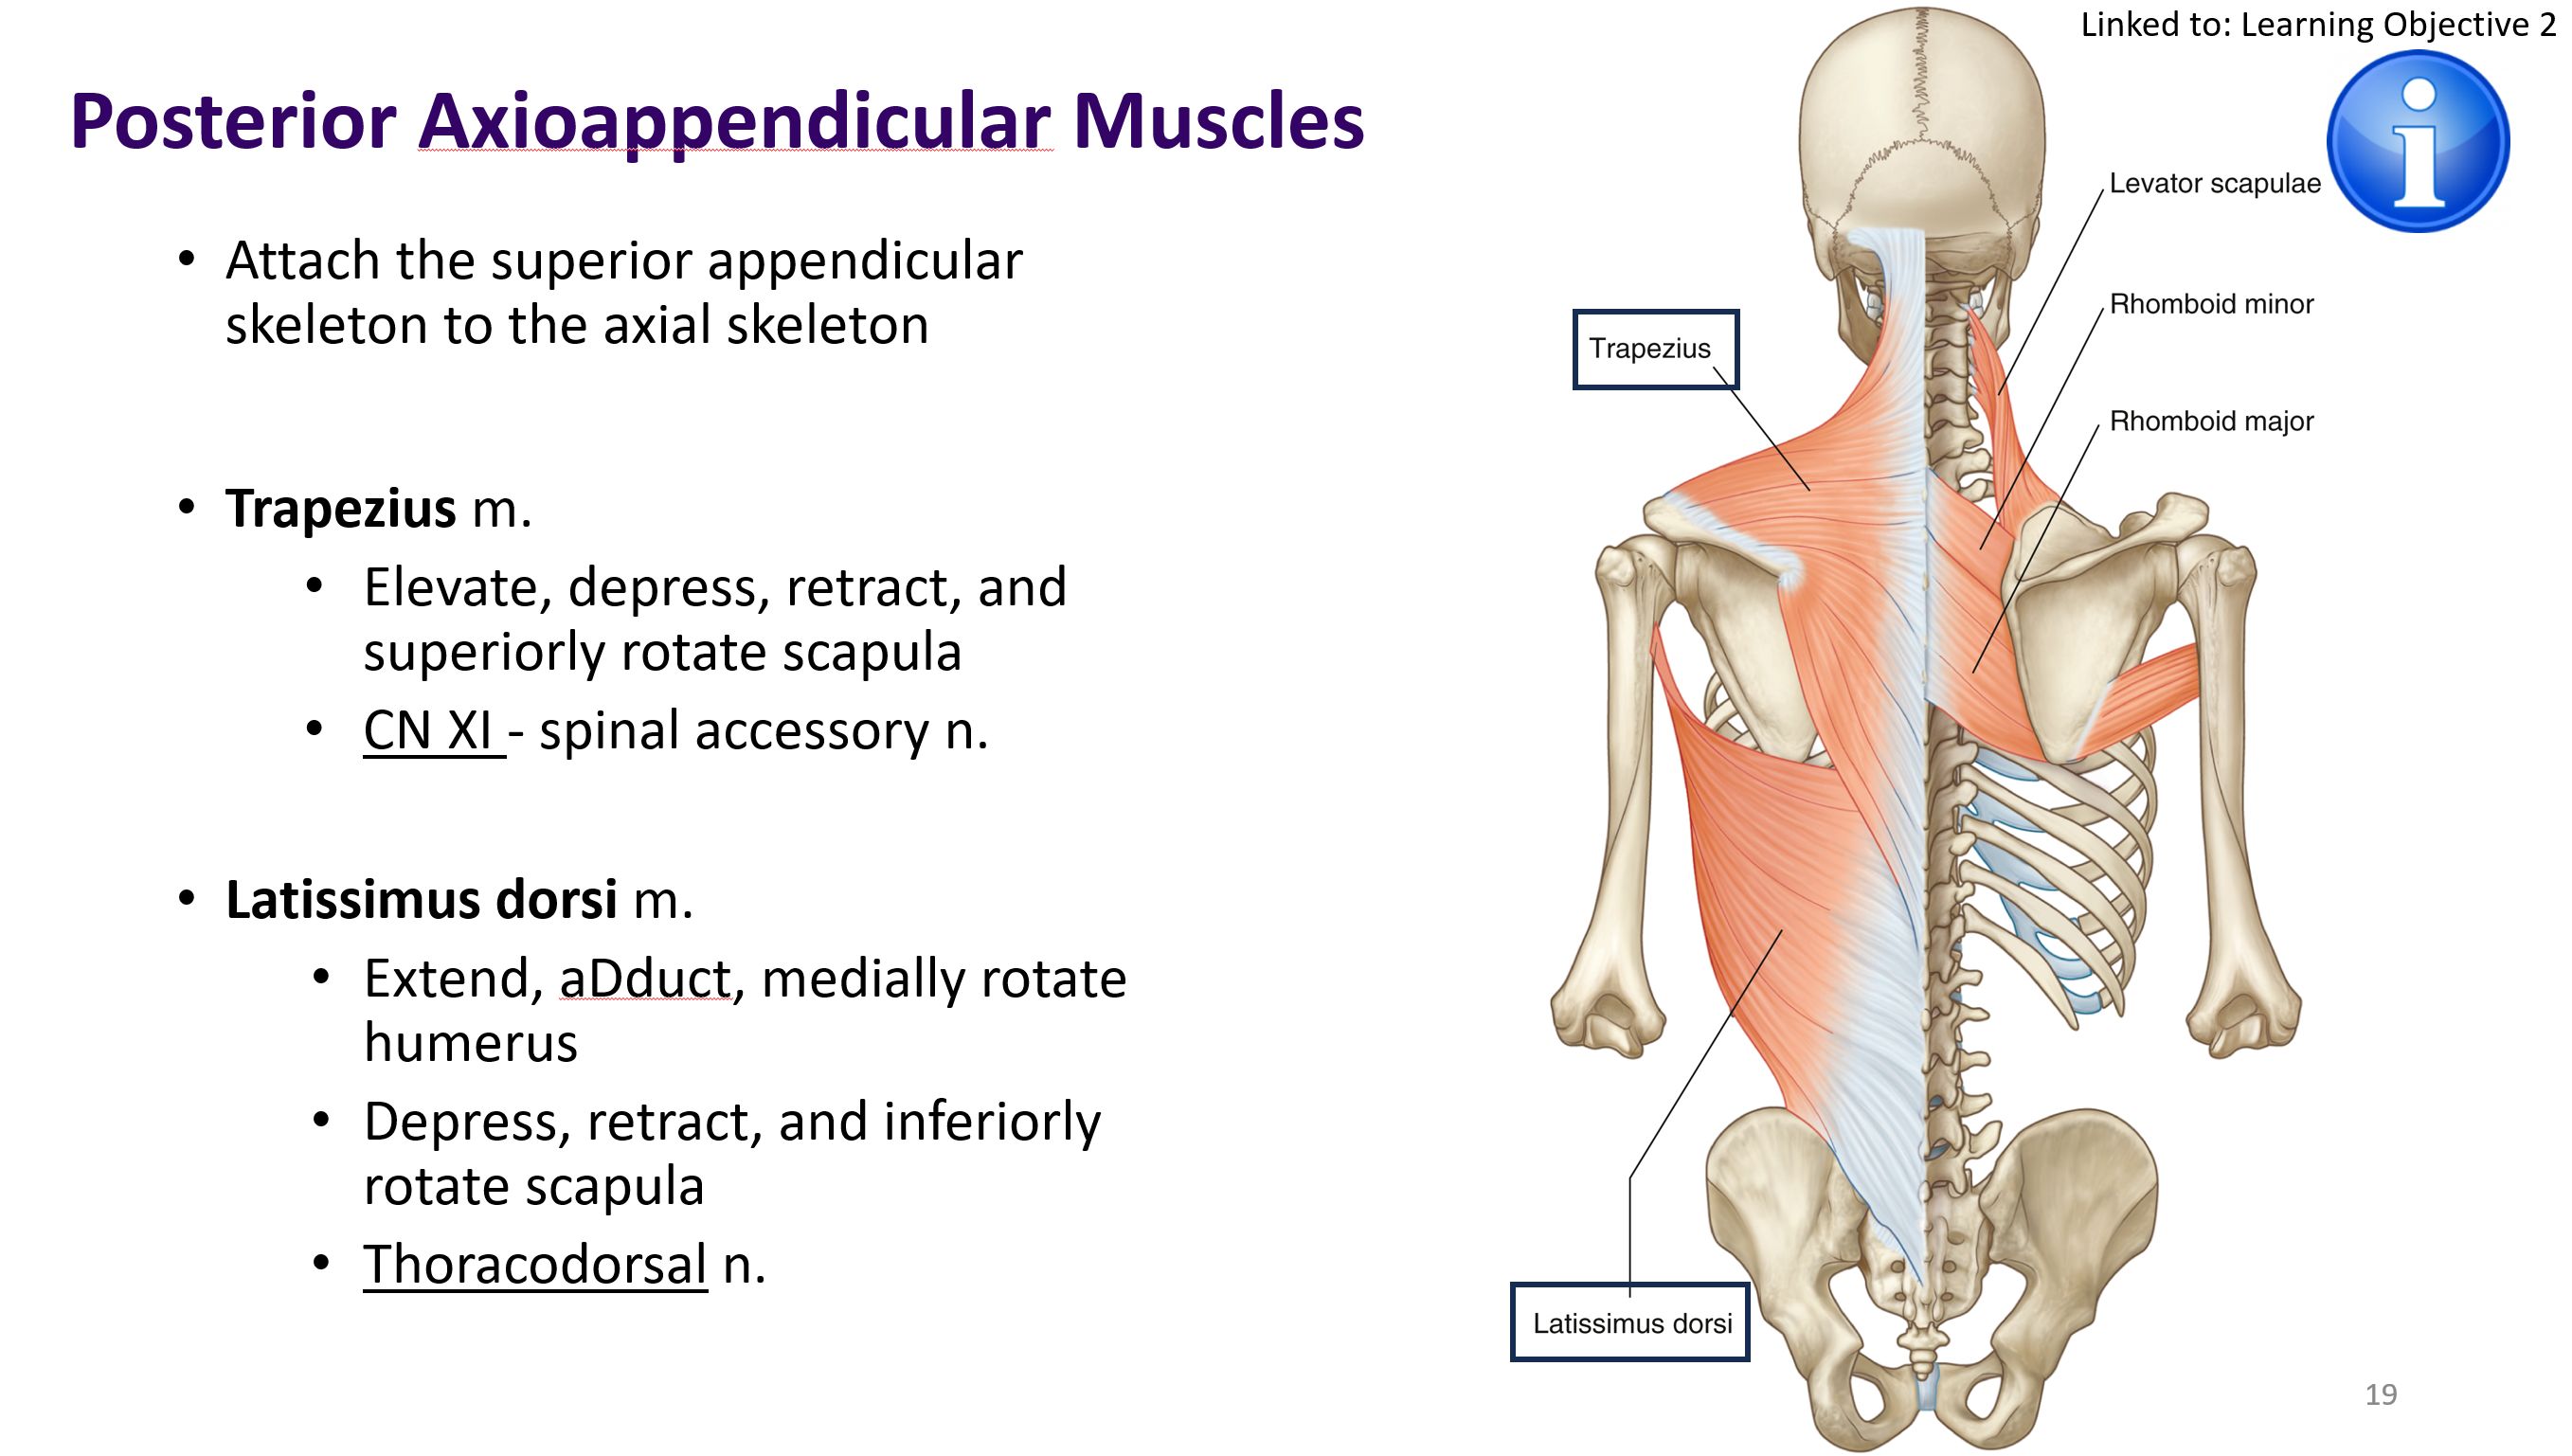 Linked to: Learning Objective 2
Posterior Axioappendicular Muscles
• Attach the superior appendicular
skeleton to the axial skeleton
• Trapezius m.
• Elevate, depress, retract, and
superiorly rotate scapula
• CN XI - spinal accessory n.
• Latissimus dorsi m.
• Extend, aDduct, medially rotate
humerus
• Depress, retract, and inferiorly
rotate scapula
• Thoracodorsal n.
Levator scapulae
Rhomboid minor
Trapezius
Rhomboid major
Latissimus dorsi
19